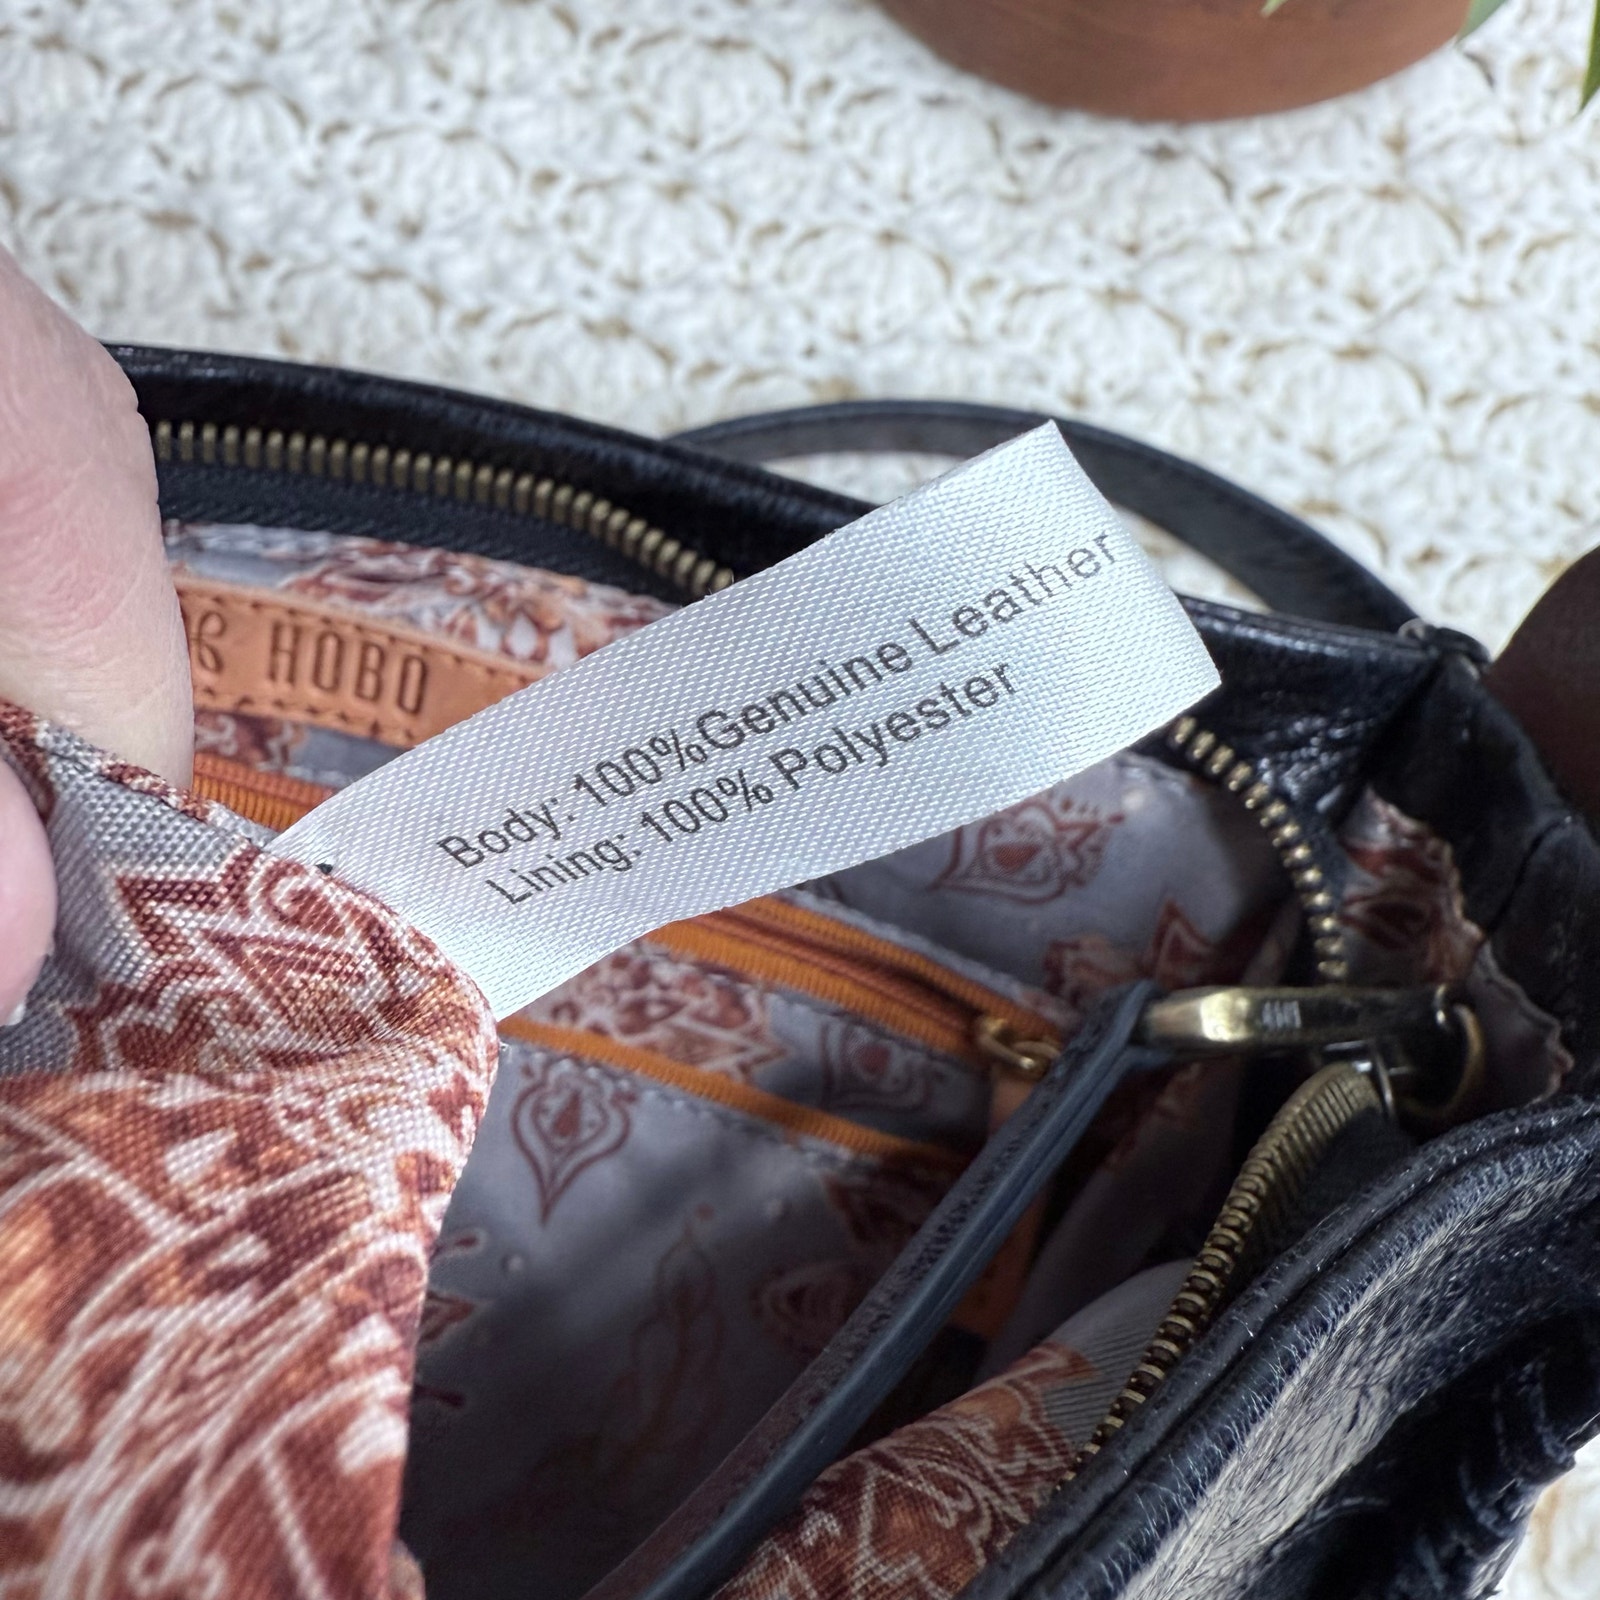 HOBO
Body: 100%Genuine Leather
Lining: 100% Polyester